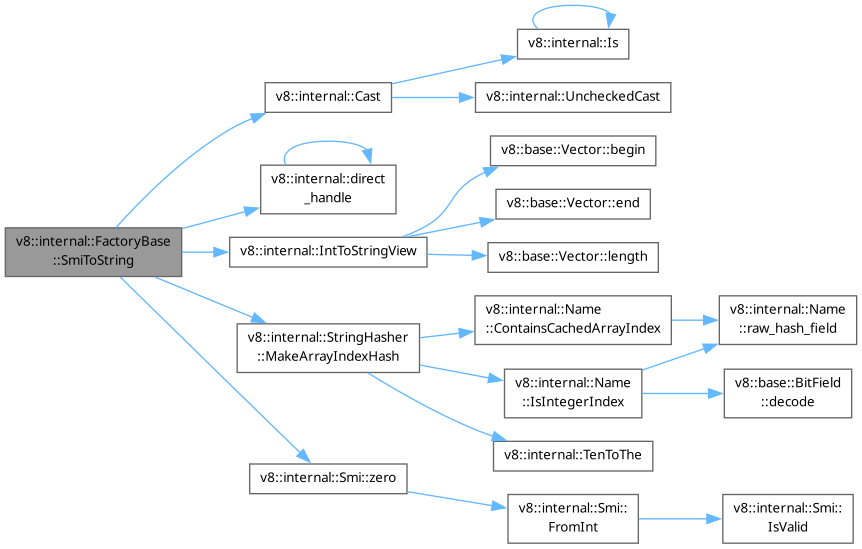 v8::internal::FactoryBase
::SmiToString
v8::internal::Cast
v8::internal::Is
v8::internal::UncheckedCast
v8::internal::direct
_handle
v8::internal::IntToStringView
v8::base::Vector::begin
v8::base::Vector::end
v8::base::Vector::length
v8::internal::StringHasher
::MakeArrayIndexHash
v8::internal::Name
::ContainsCachedArrayIndex
v8::internal::Name
::raw_hash_field
v8::internal::Name
::IsIntegerIndex
v8::base::BitField
::decode
v8::internal::TenToThe
v8::internal::Smi::zero
v8::internal::Smi::
FromInt
v8::internal::Smi::
IsValid